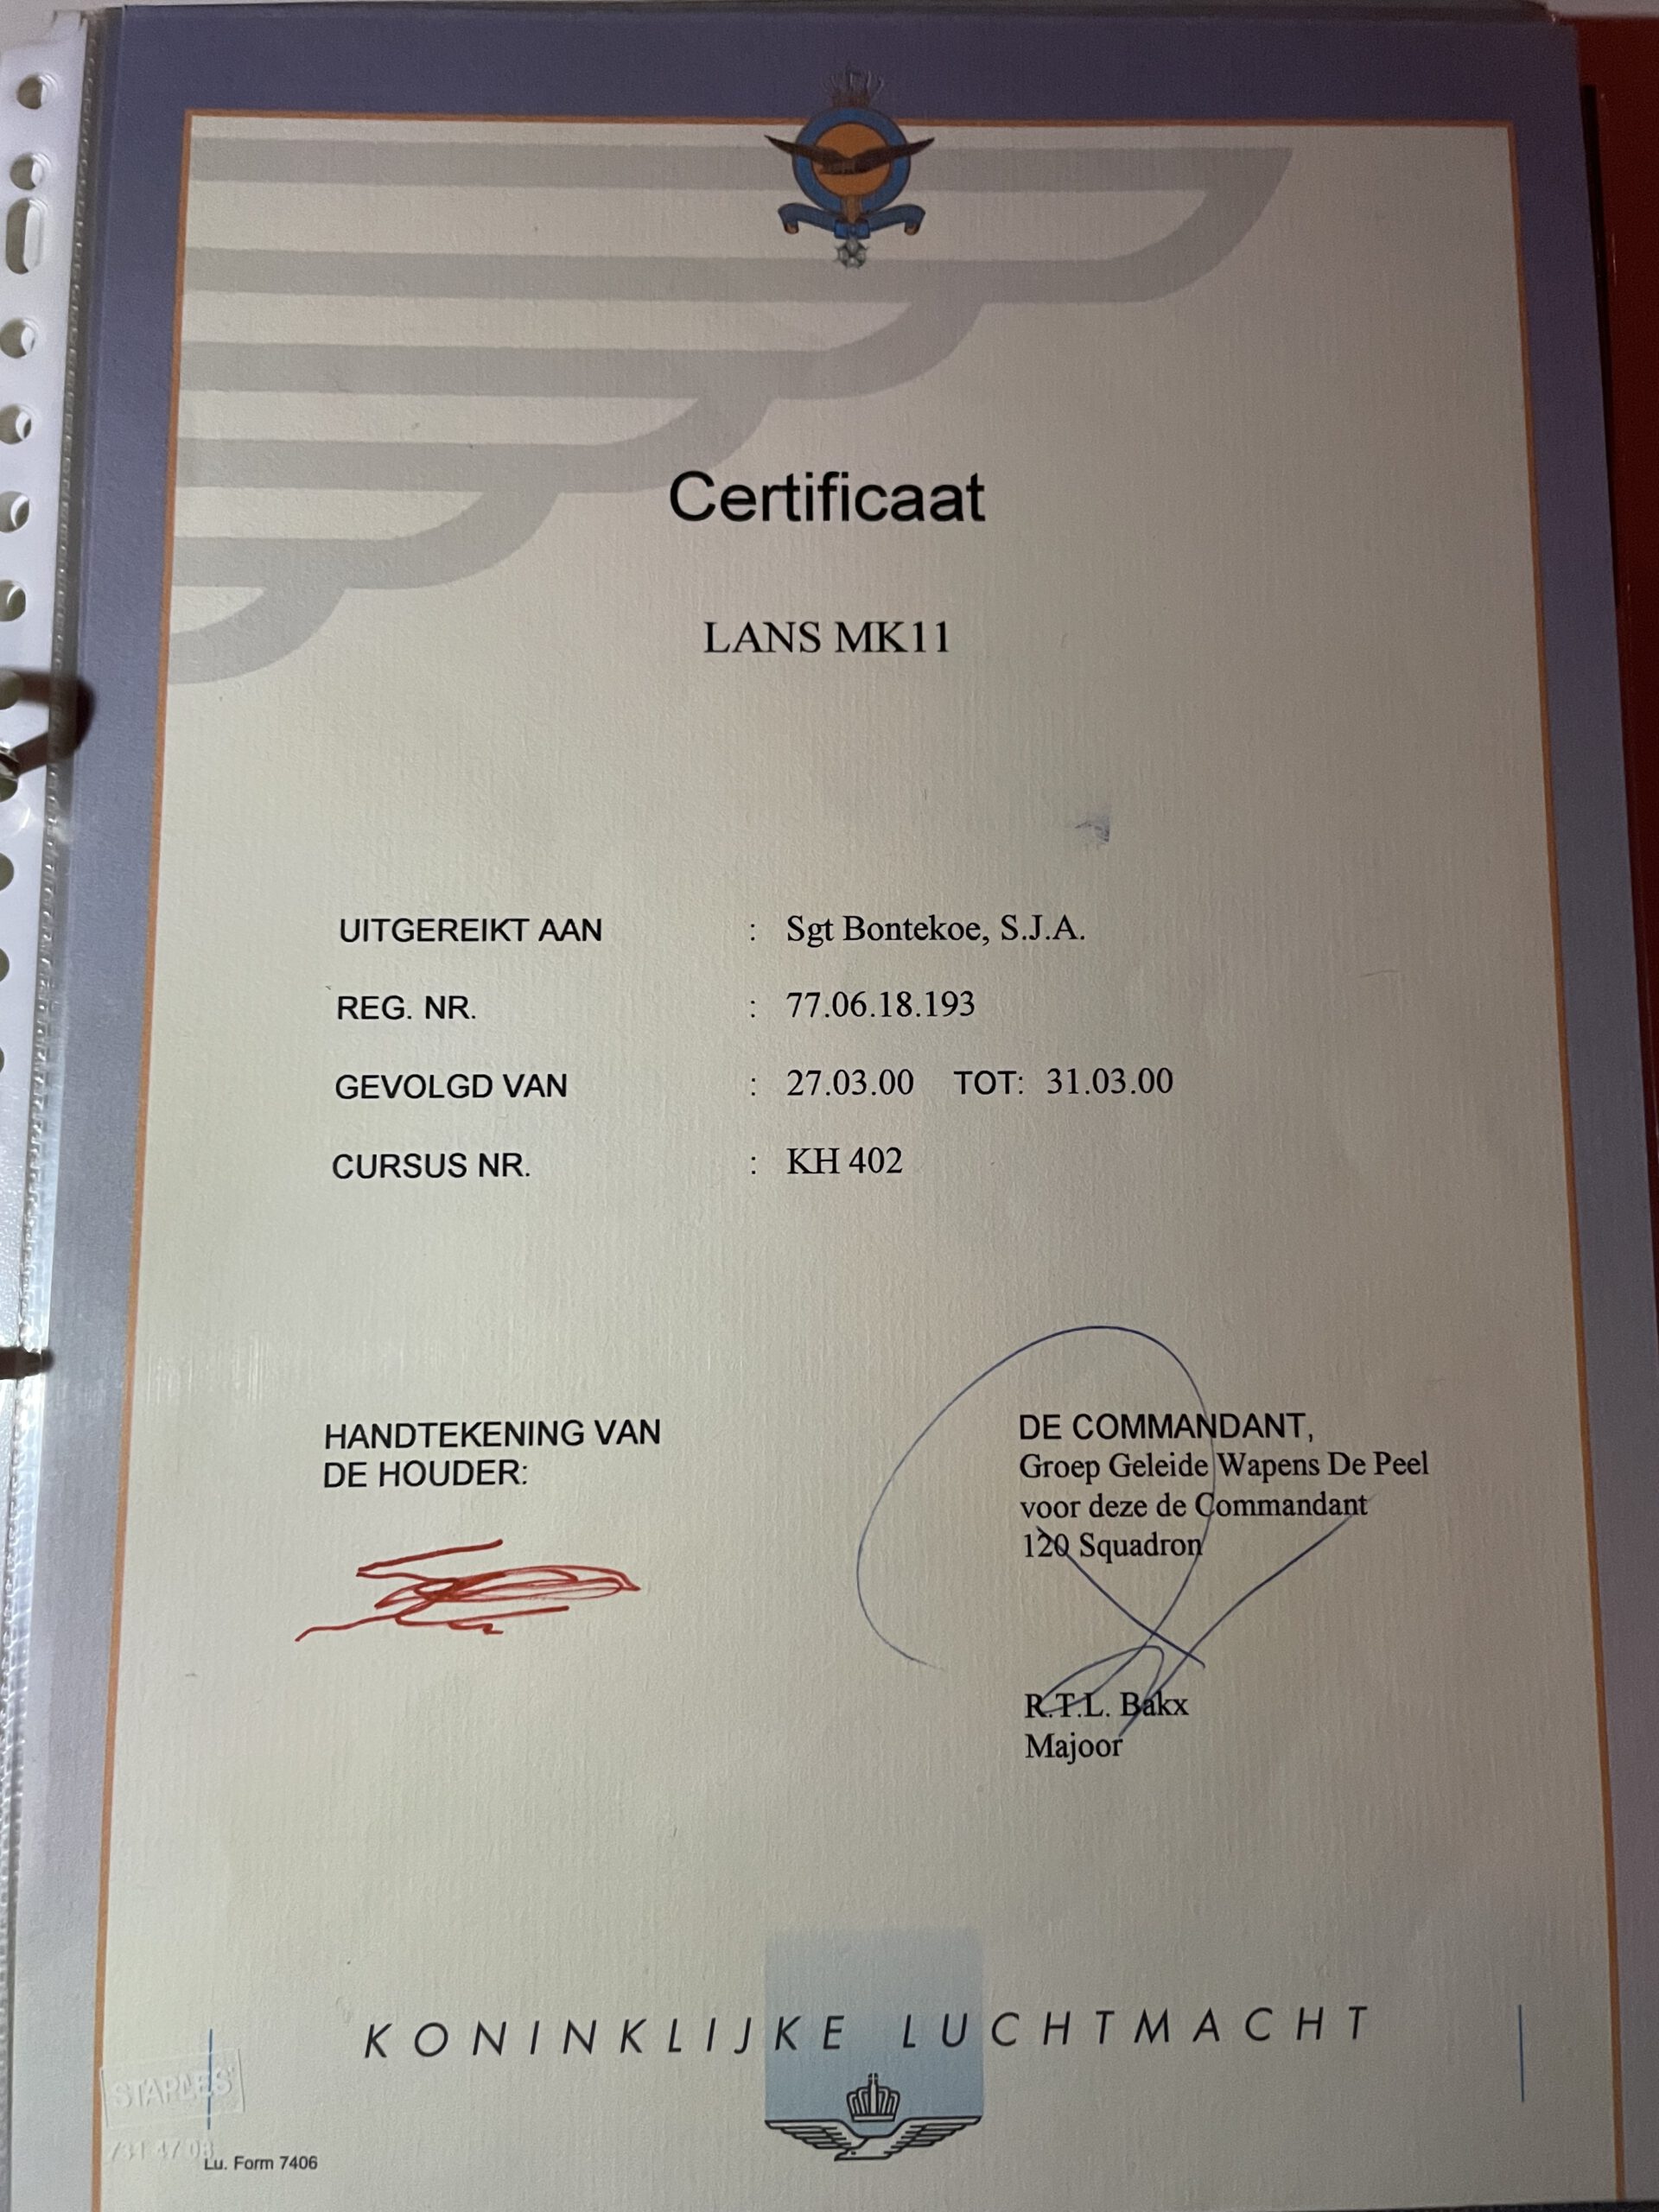 Certificaat
LANS MK11
UITGEREIKT AAN : Sgt Bontekoe, S.J.A.
REG. NR. : 77.06.18.193
GEVOLGD VAN : 27.03.00 TOT: 31.03.00
CURSUS NR. : KH 402
HANDTEKENING VAN
DE HOUDER:
DE COMMANDANT,
Groep Geleide Wapens De Peel
voor deze de Commandant
120 Squadron
R.T.L. Bakx
Majoor
KONINKLIJKE LUCHTMACHT
STAPLES
Lu. Form 7406